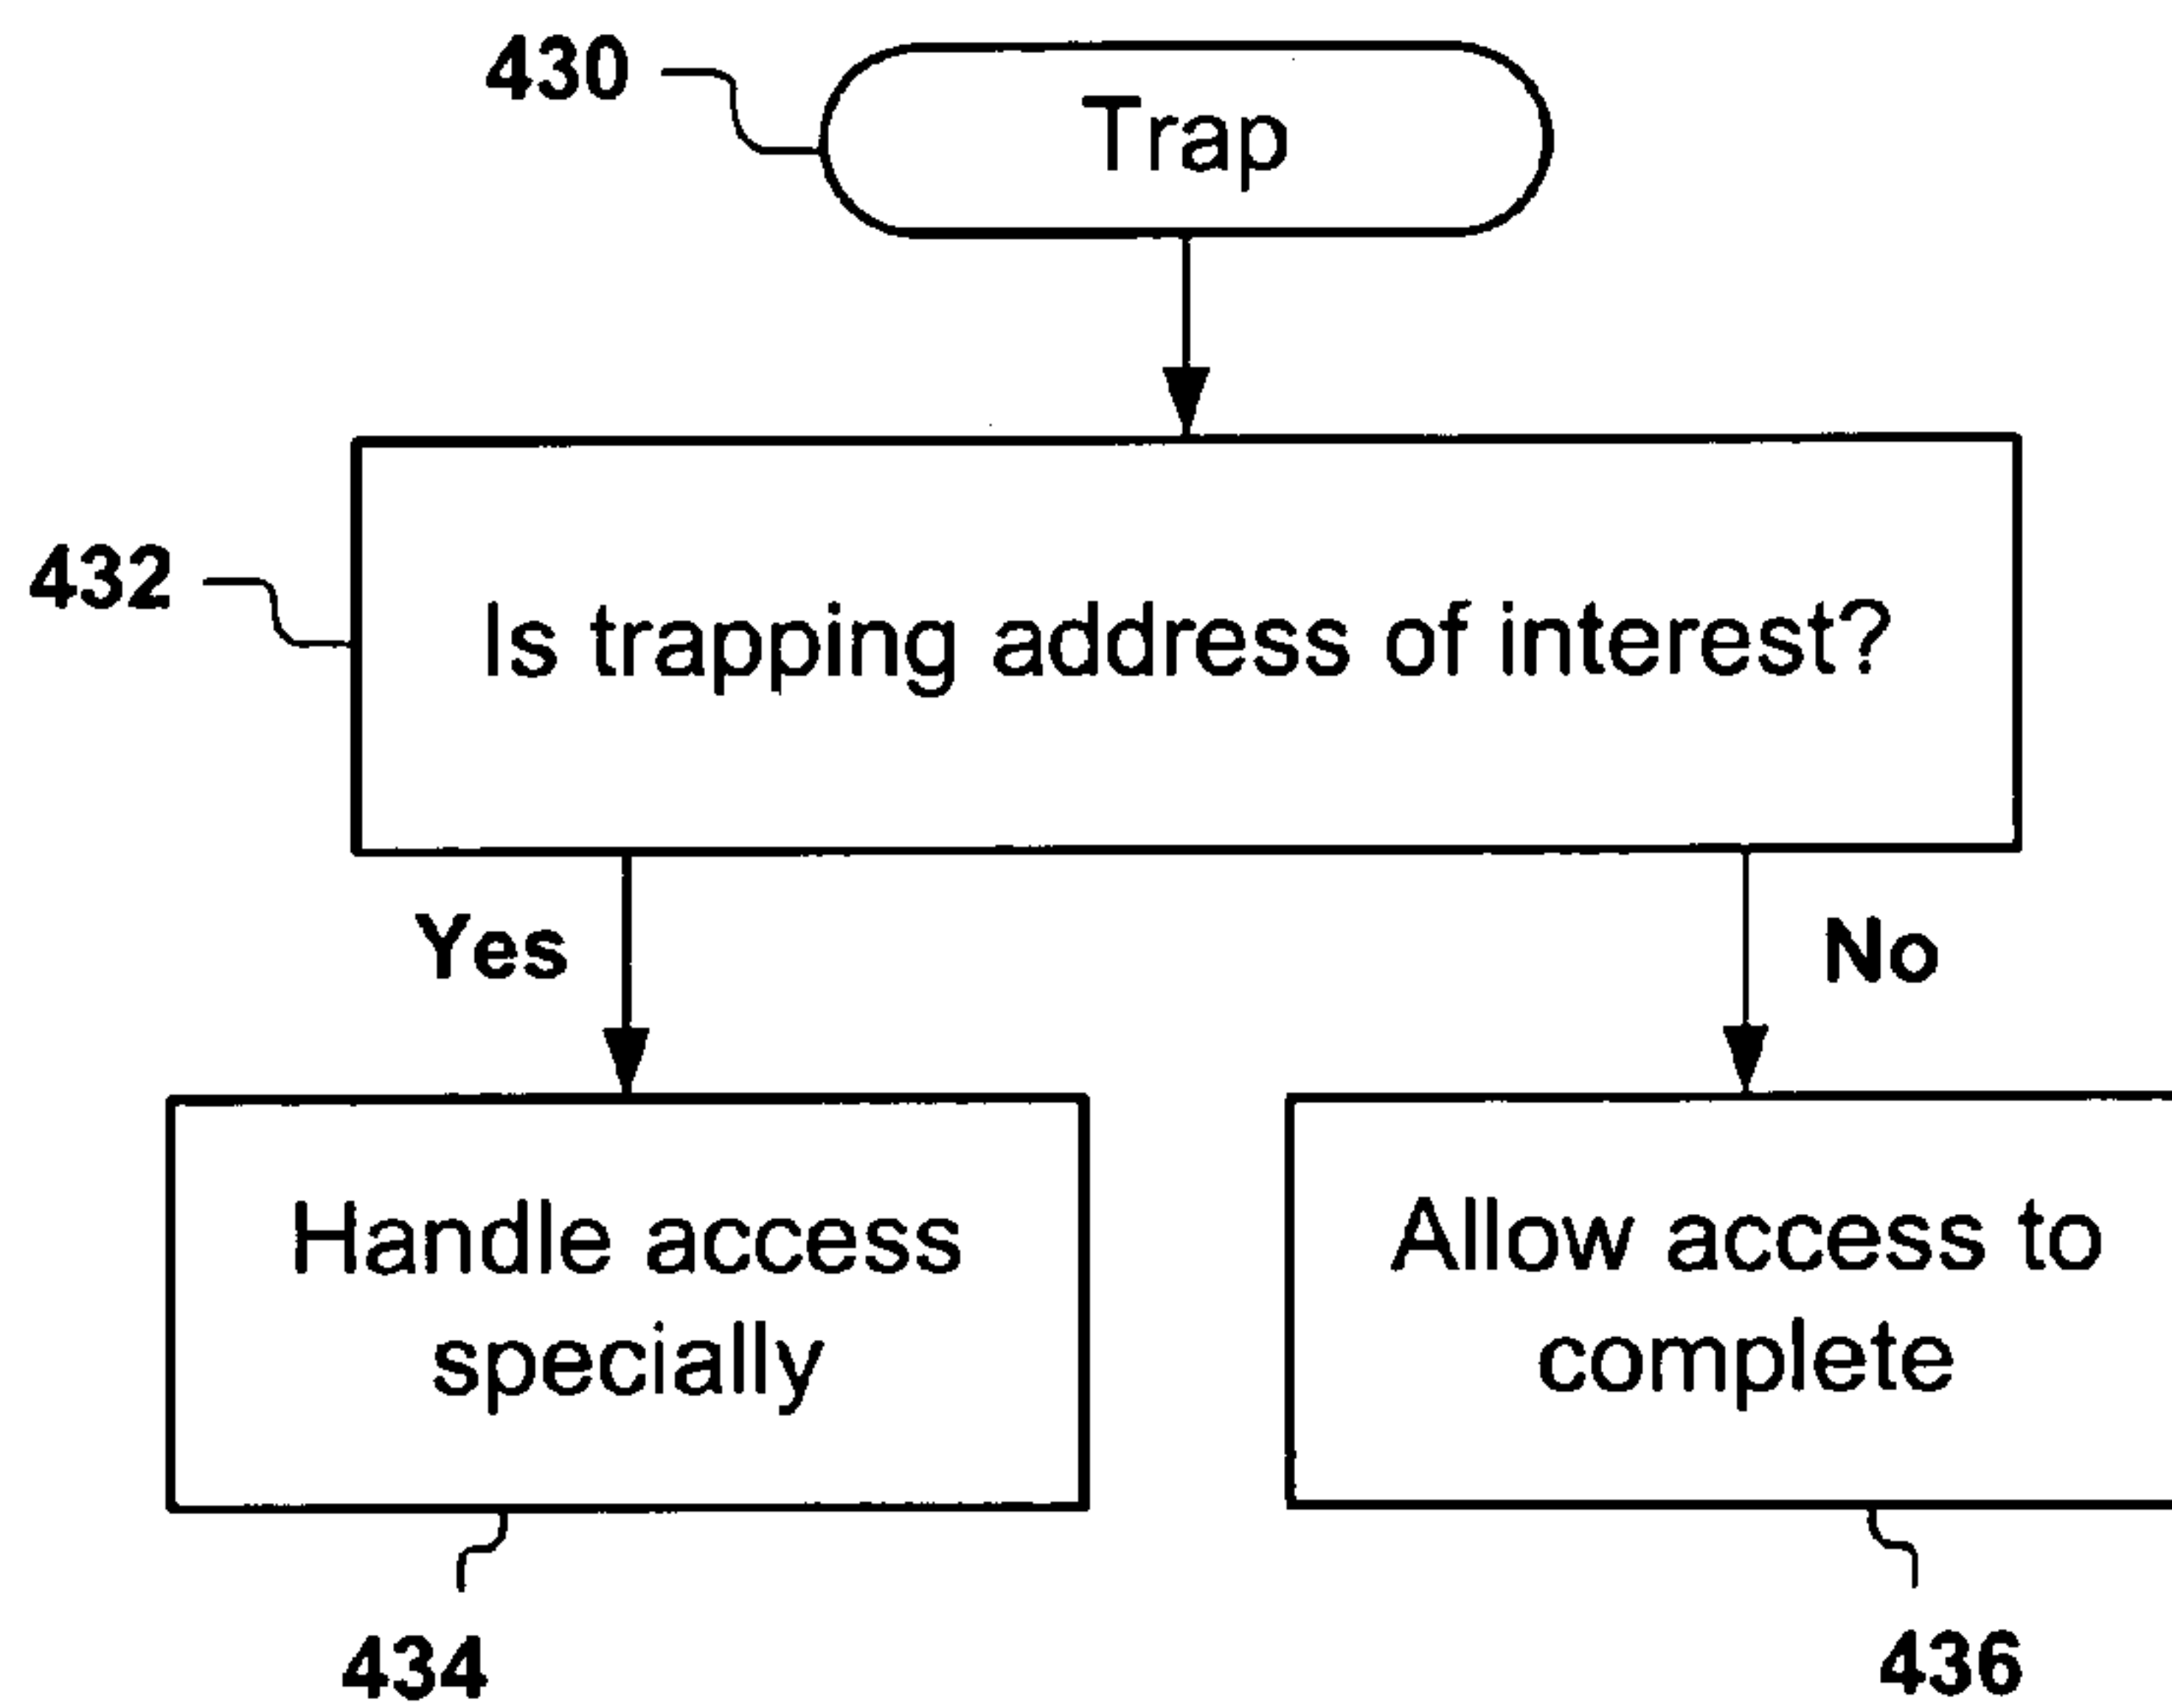 430
Trap
432
Is trapping address of interest?
Yes
No
Handle access
specially
Allow access to
complete
434
436